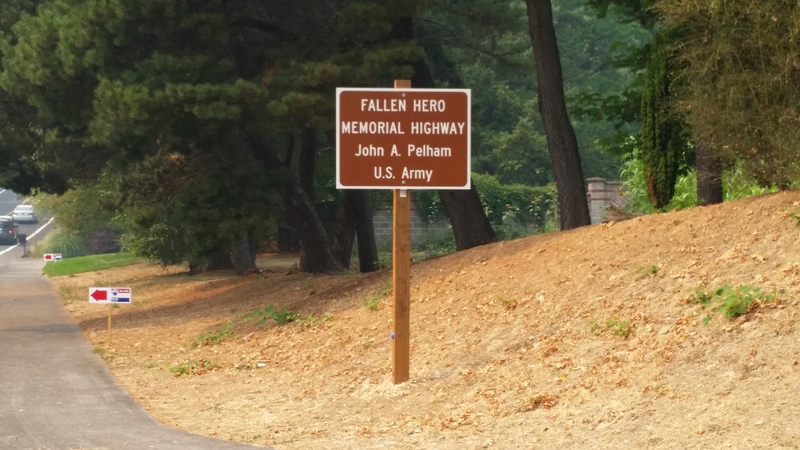 FALLEN HERO
MEMORIAL HIGHWAY
John A. Pelham
U.S. Army